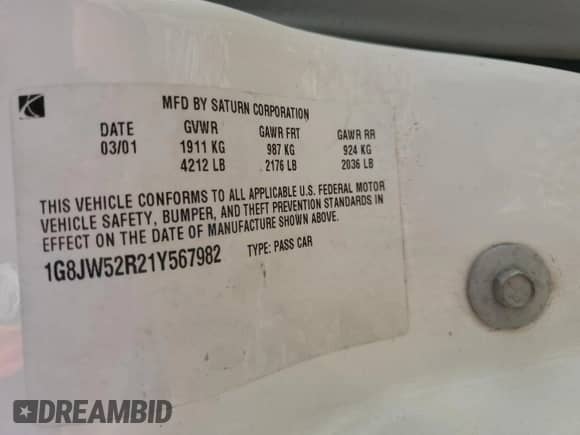 MFD BY SATURN CORPORATION
DATE GVWR GAWR FRT GAWR RR
03/01 1911 KG 987 KG 924 KG
4212 LB 2176 LB 2036 LB
THIS VEHICLE CONFORMS TO ALL APPLICABLE U.S. FEDERAL MOTOR
VEHICLE SAFETY, BUMPER, AND THEFT PREVENTION STANDARDS IN
EFFECT ON THE DATE OF MANUFACTURE SHOWN ABOVE.
1G8JW52R21Y567982 TYPE: PASS CAR
DREAMBID